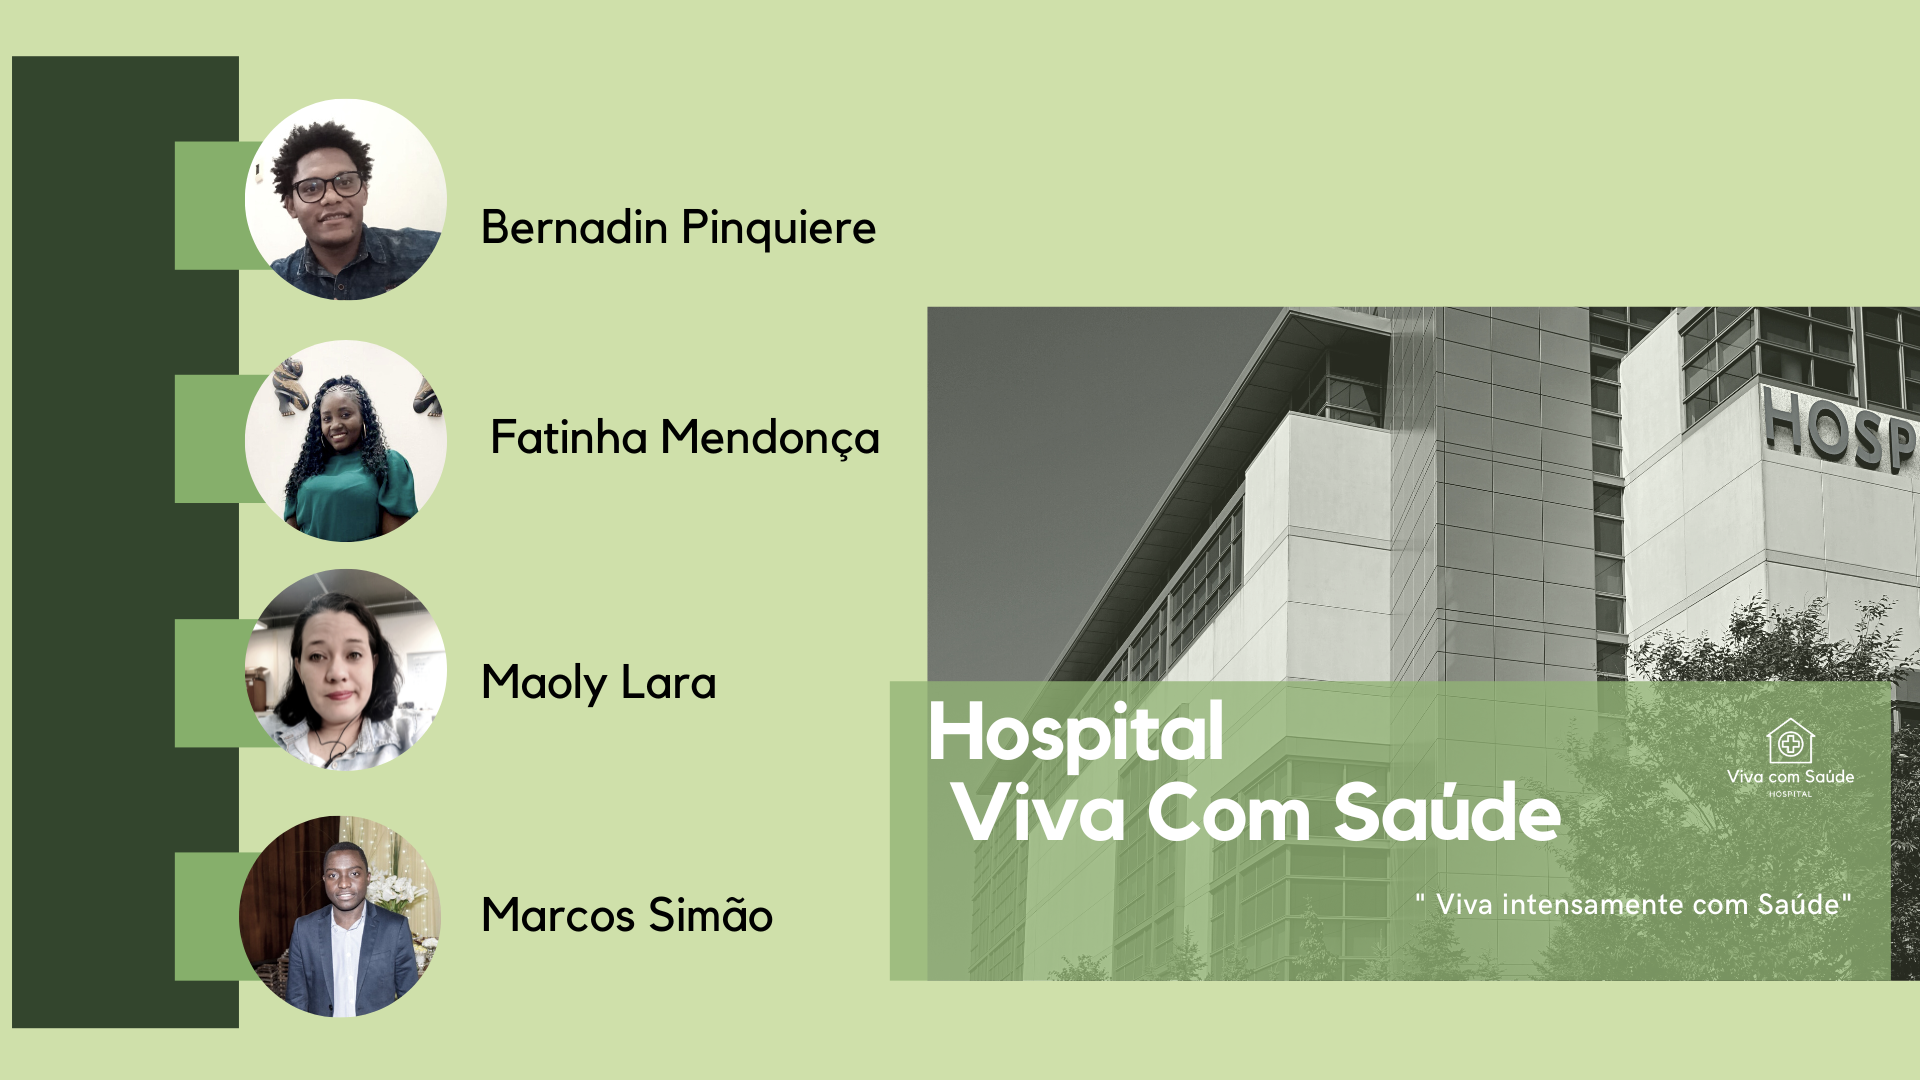 Bernadin Pinquiere
Fatinha Mendonça
Maoly Lara
Marcos Simão
HOSP
Hospital
Viva Com Saúde
Viva com Saúde
HOSPITAL
" Viva intensamente com Saúde"